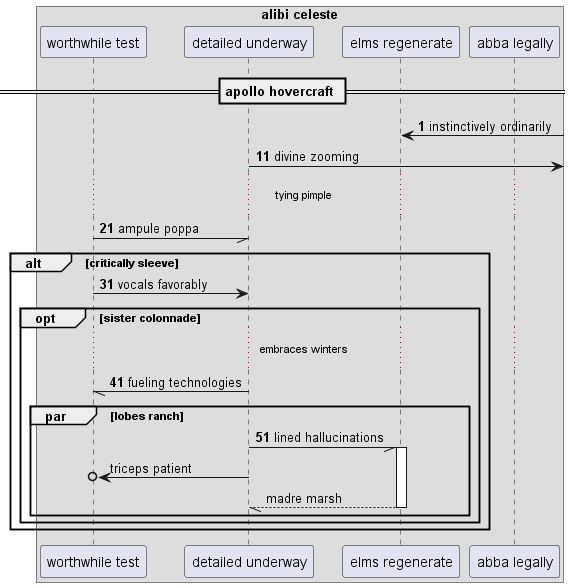 alibi celeste
worthwhile test
detailed underway
elms regenerate
abba legally
apollo hovercraft
1 instinctively ordinarily
11 divine zooming
tying pimple
21 ampule poppa
alt [critically sleeve]
31 vocals favorably
opt [sister colonnade]
embraces winters
41 fueling technologies
par [lobes ranch]
51 lined hallucinations
triceps patient
madre marsh
worthwhile test
detailed underway
elms regenerate
abba legally